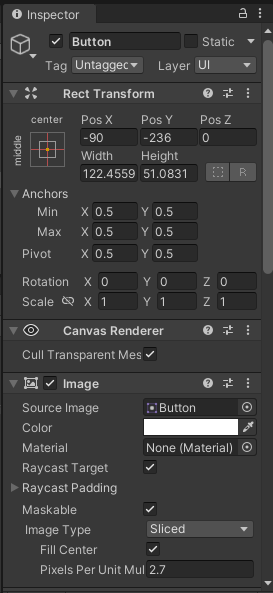 Inspector
Button
Static
Tag Untaggec Layer UI
Rect Transform
center Pos X Pos Y Pos Z
middle
-90 -236 0
Width Height
122.4559 51.0831
R
Anchors
Min X 0.5 Y 0.5
Max X 0.5 Y 0.5
Pivot X 0.5 Y 0.5
Rotation X 0 Y 0 Z 0
Scale X 1 Y 1 Z 1
Canvas Renderer
Cull Transparent Mes
Image
Source Image Button
Color
Material None (Material)
Raycast Target
Raycast Padding
Maskable
Image Type Sliced
Fill Center
Pixels Per Unit Mul 2.7